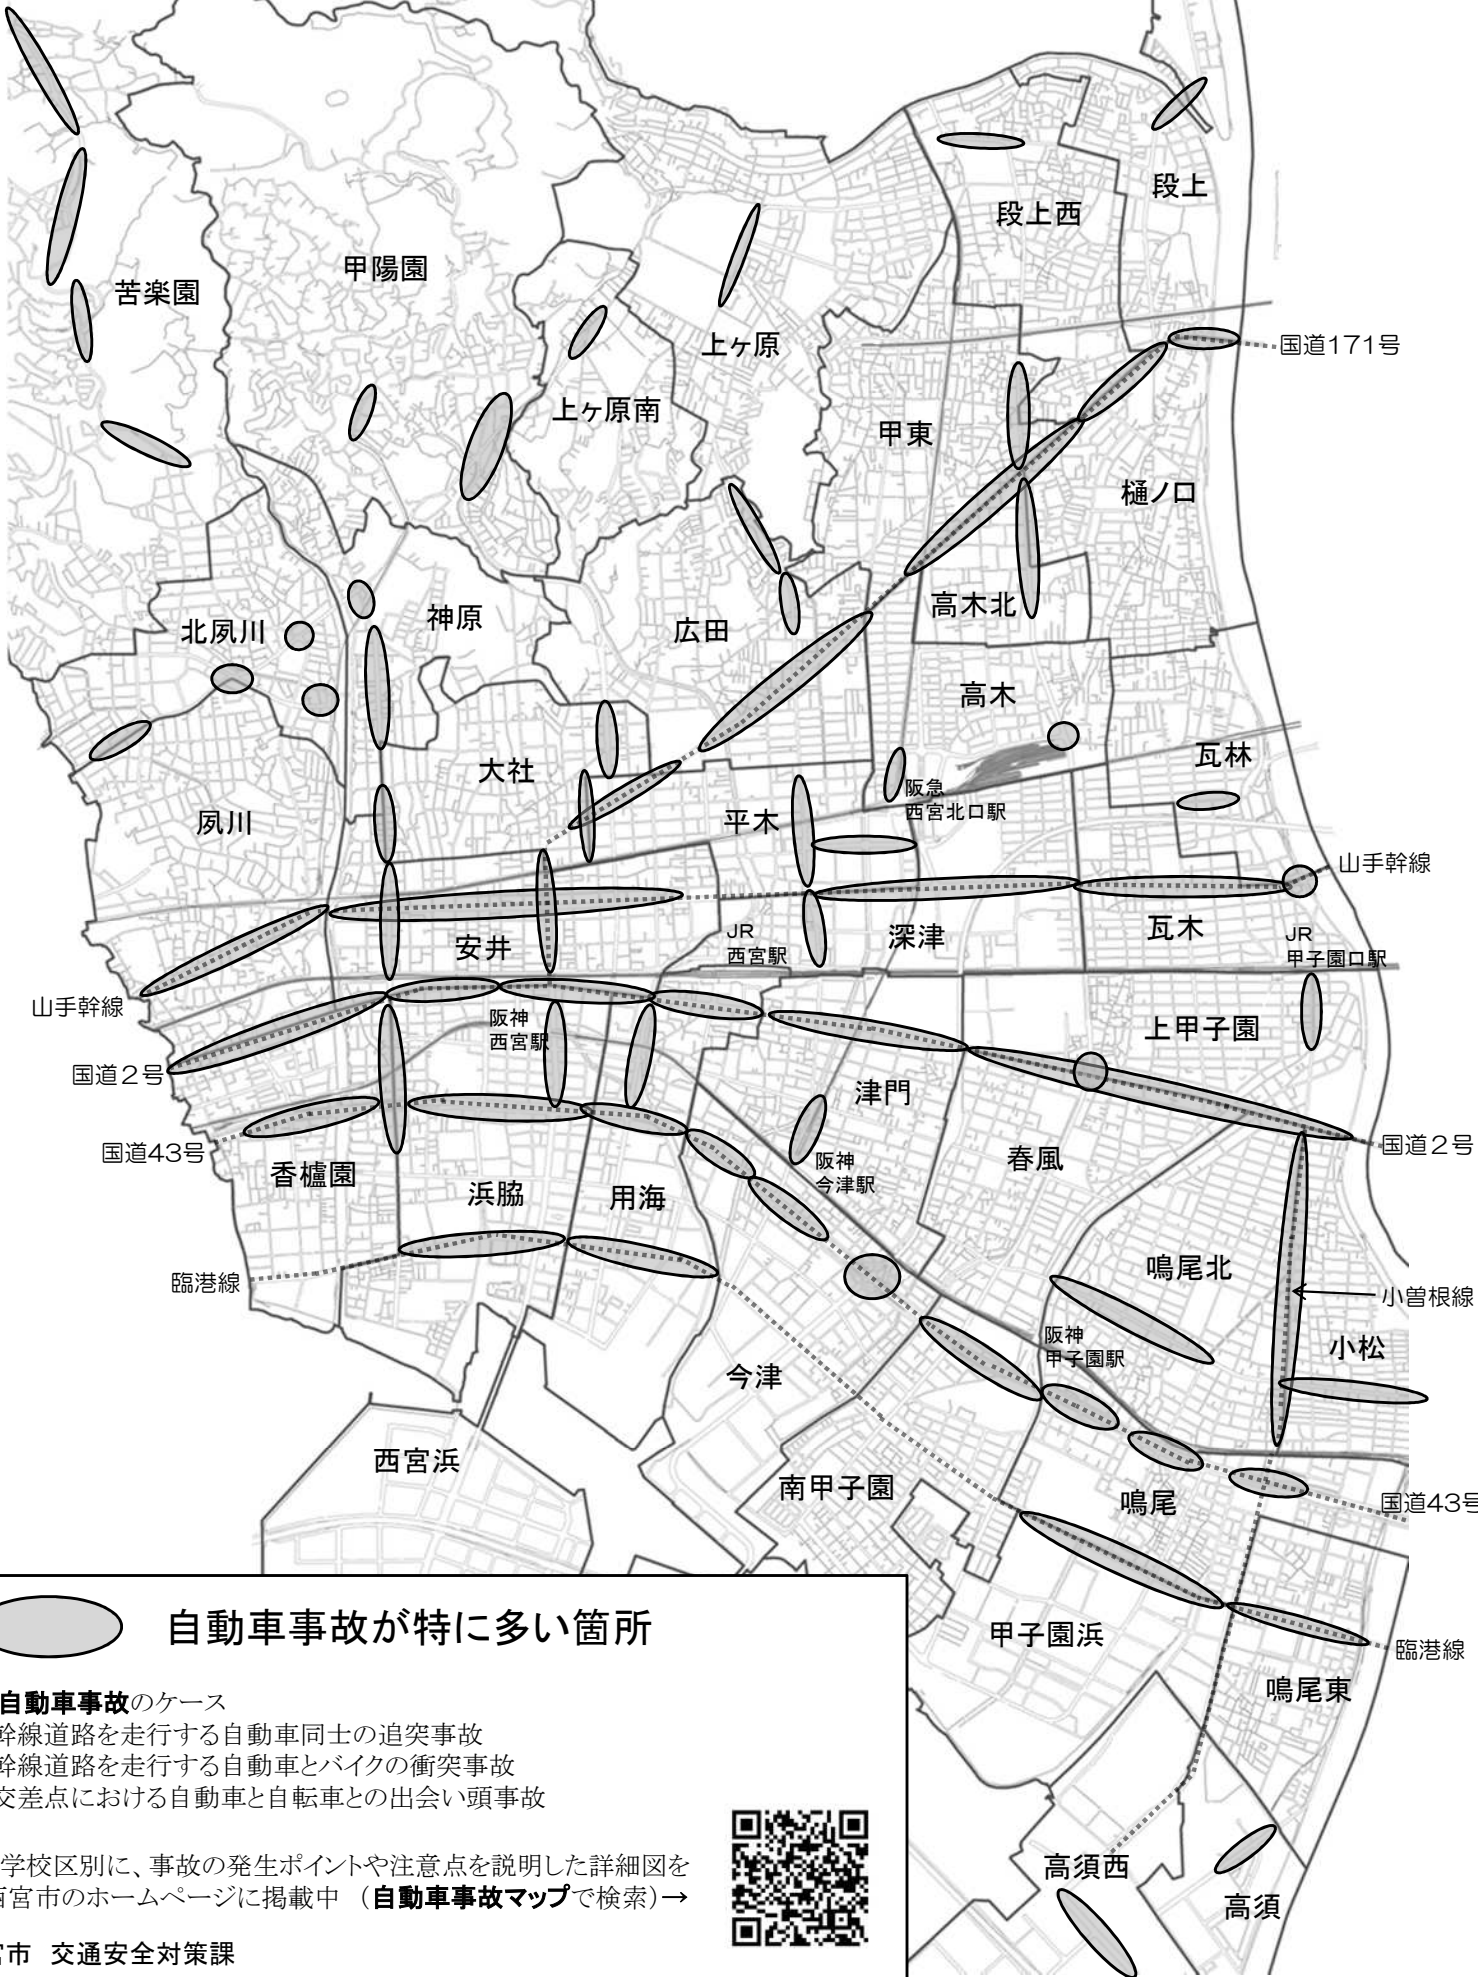 段上
段上西
甲陽園
苦楽園
国道171号
上ヶ原
上ヶ原南
甲東
樋ノ口
高木北
神原
北夙川
広田
高木
瓦林
大社
阪急
西宮北口駅
夙川
平木
山手幹線
瓦木
安井
JR
西宮駅
深津
JR
甲子園口駅
山手幹線
阪神
西宮駅
上甲子園
国道2号
津門
国道43号
国道2号
香櫨園
阪神
今津駅
春風
浜脇
用海
鳴尾北
臨港線
小曽根線
阪神
甲子園駅
小松
今津
西宮浜
南甲子園
鳴尾
国道43号
甲子園浜
臨港線
鳴尾東
高須西
高須
自動車事故が特に多い箇所
自動車事故のケース
幹線道路を走行する自動車同士の追突事故
幹線道路を走行する自動車とバイクの衝突事故
交差点における自動車と自転車との出会い頭事故
学校区別に、事故の発生ポイントや注意点を説明した詳細図を
西宮市のホームページに掲載中 (自動車事故マップで検索)→
宮市 交通安全対策課